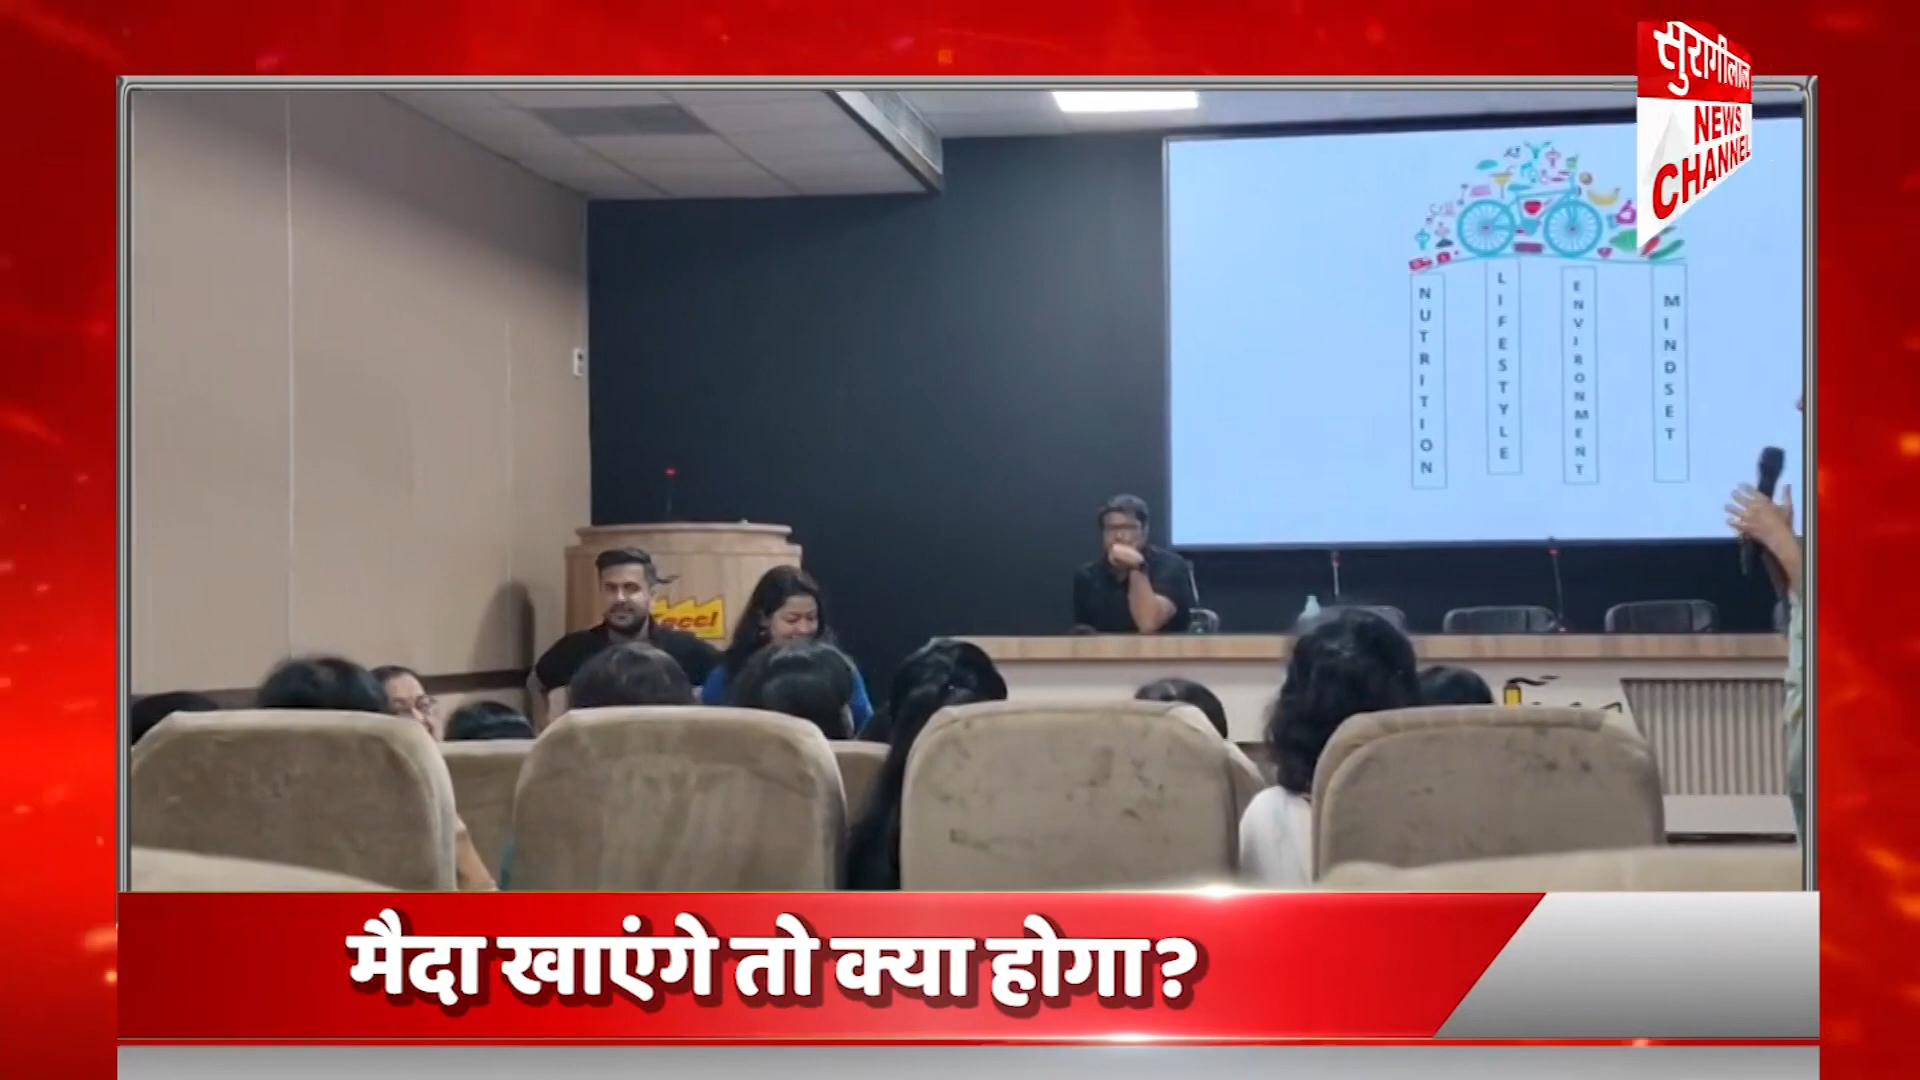 सुरागीलाल
NEWS
CHANNEL
NUTRITION
LIFESTYLE
ENVIRONMENT
MINDSET
मैदा खाएंगे तो क्या होगा?